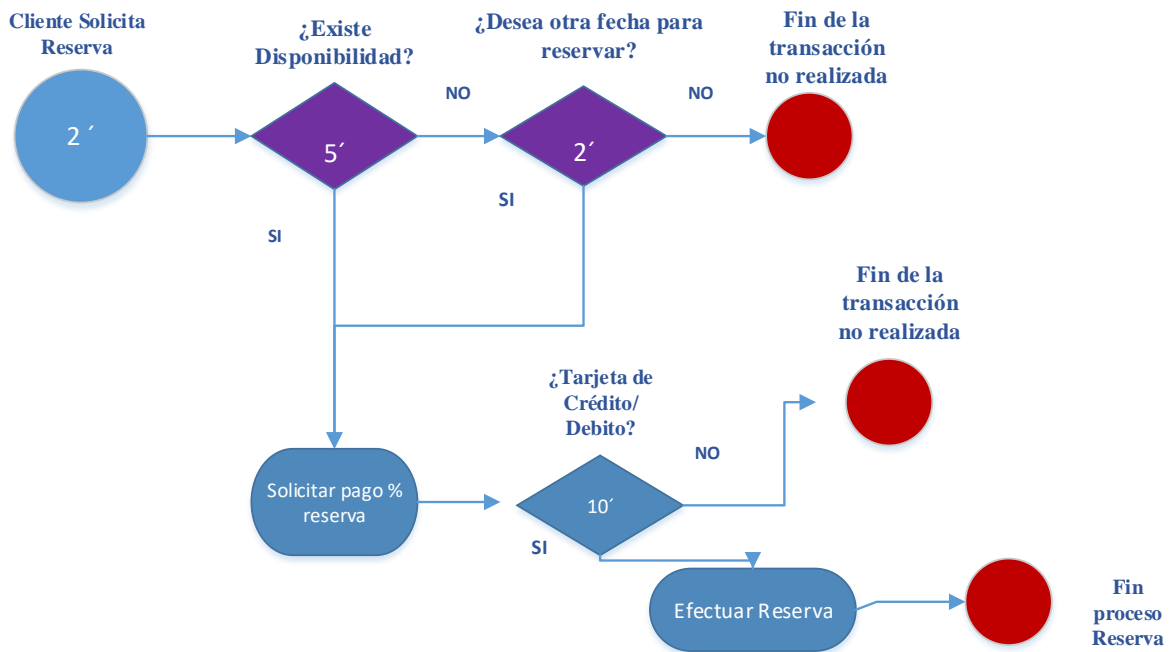 Cliente Solicita
Reserva
2 ´
¿Existe
Disponibilidad?
5´
NO
SI
¿Desea otra fecha para
reservar?
2´
NO
SI
Fin de la
transacción
no realizada
Solicitar pago %
reserva
¿Tarjeta de
Crédito/
Debito?
10´
NO
SI
Fin de la
transacción
no realizada
Efectuar Reserva
Fin
proceso
Reserva